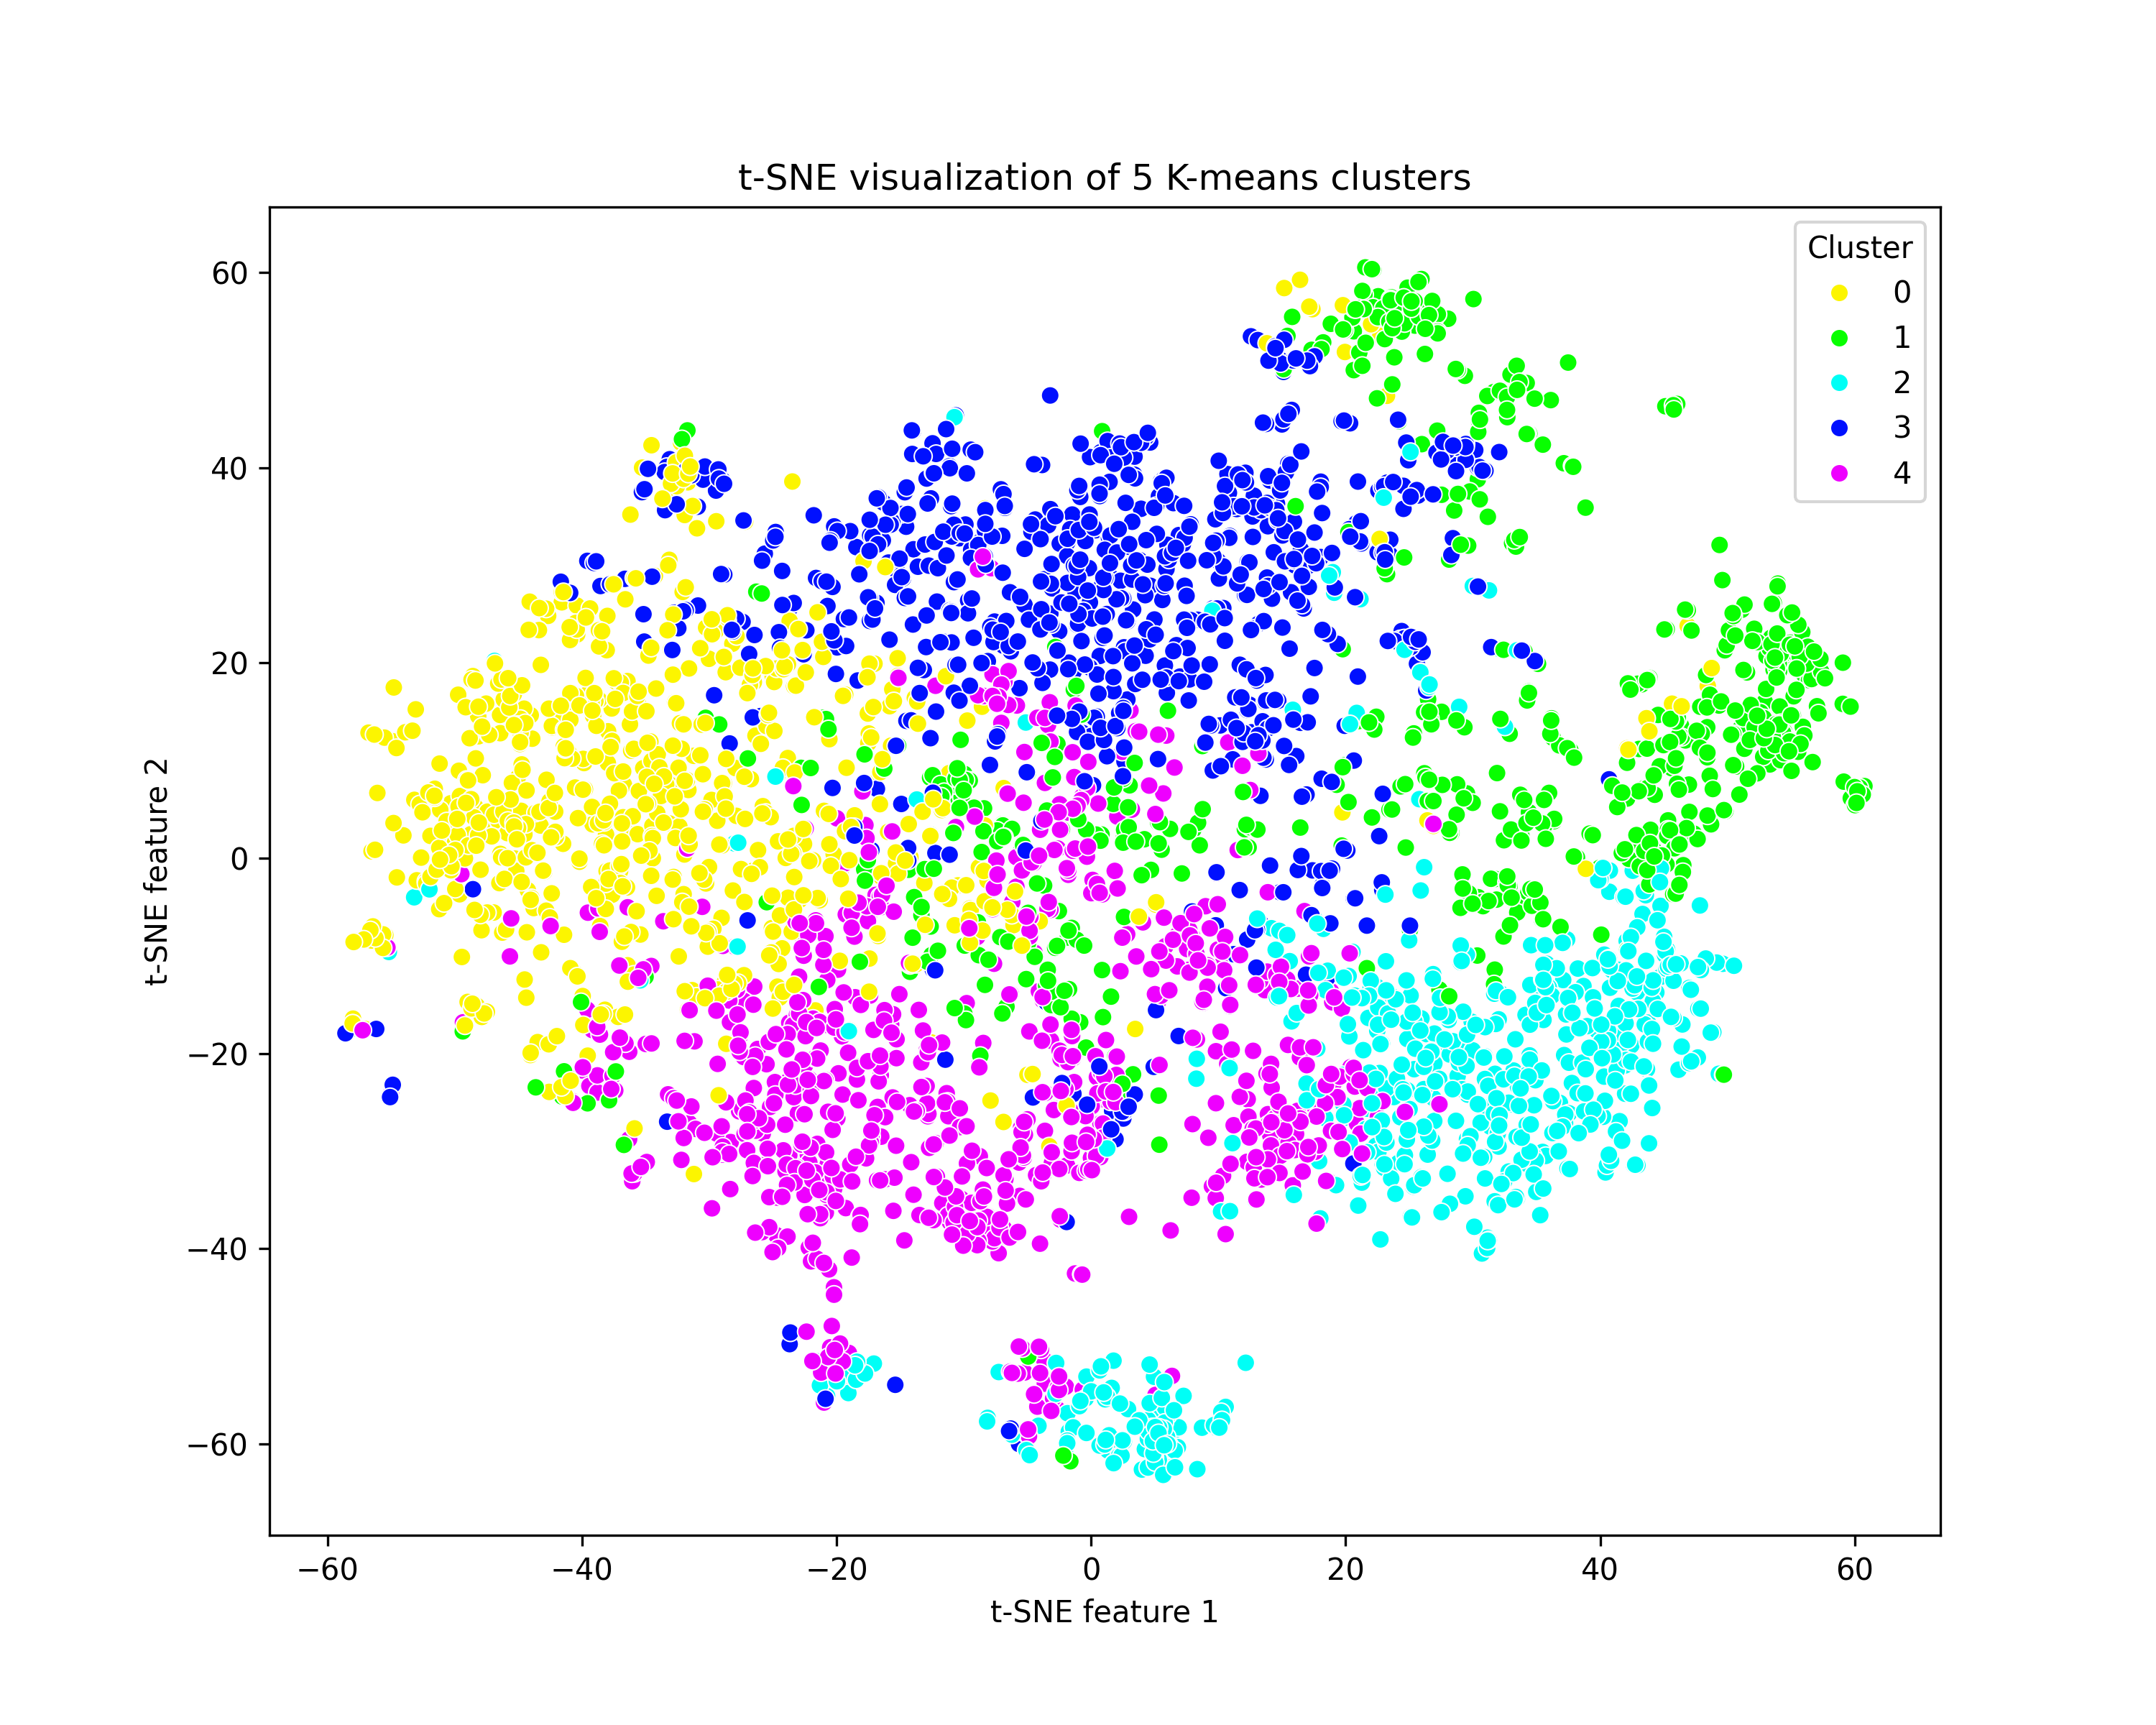 t-SNE visualization of 5 K-means clusters
Cluster
0
1
2
3
4
60
40
20
0
−20
−40
−60
t-SNE feature 2
−60 −40 −20 0 20 40 60
t-SNE feature 1